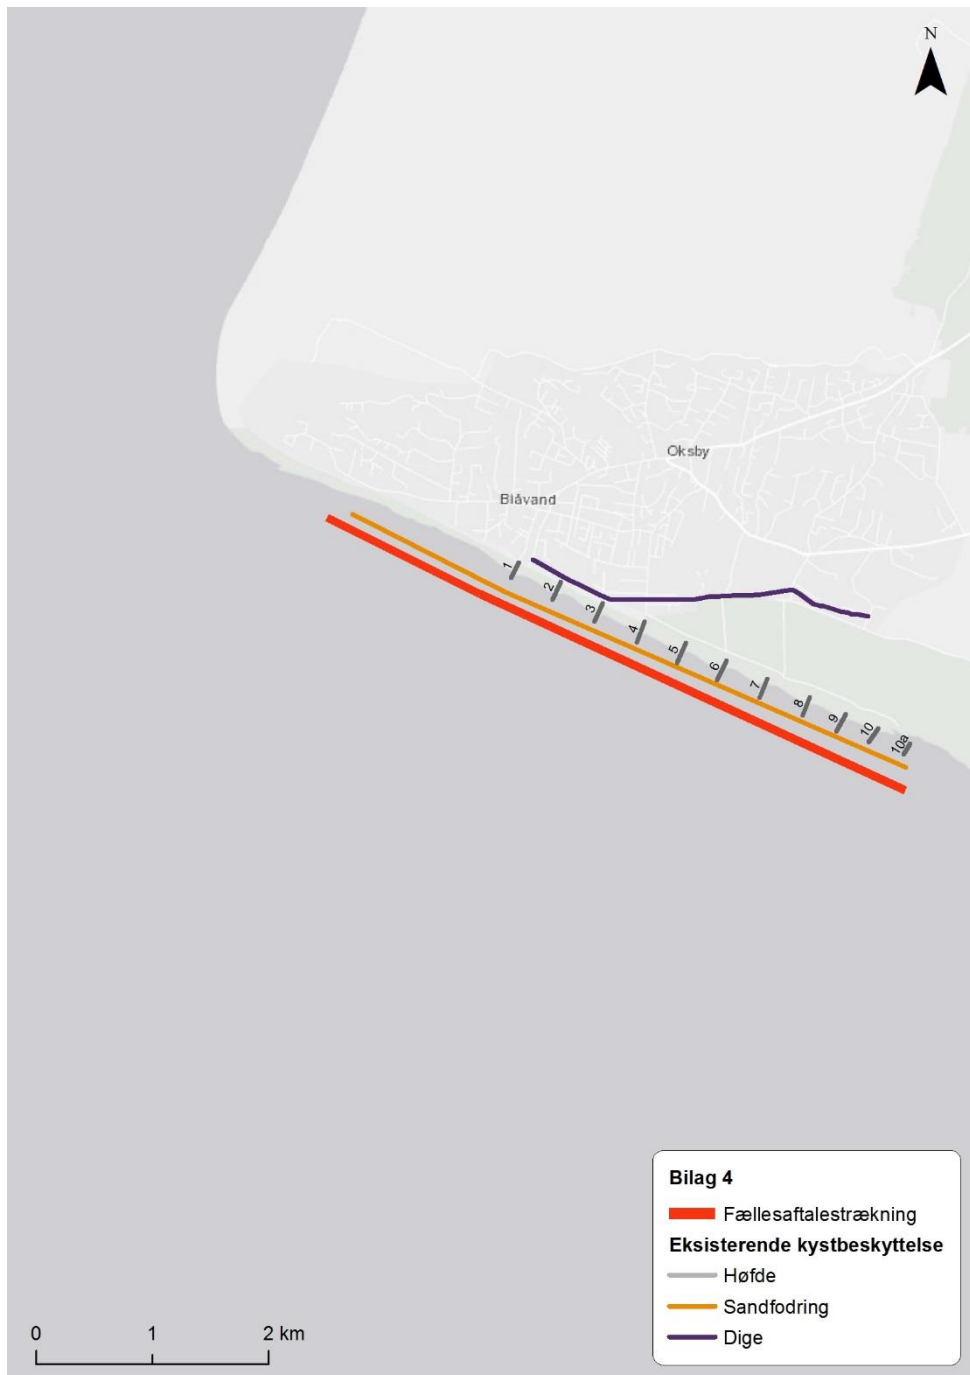 N
Oksby
Blåvand
1
2
3
4
5
6
7
8
9
10
10a
Bilag 4
Fællesaftalestrækning
Eksisterende kystbeskyttelse
Høfde
Sandfodring
Dige
0 1 2 km